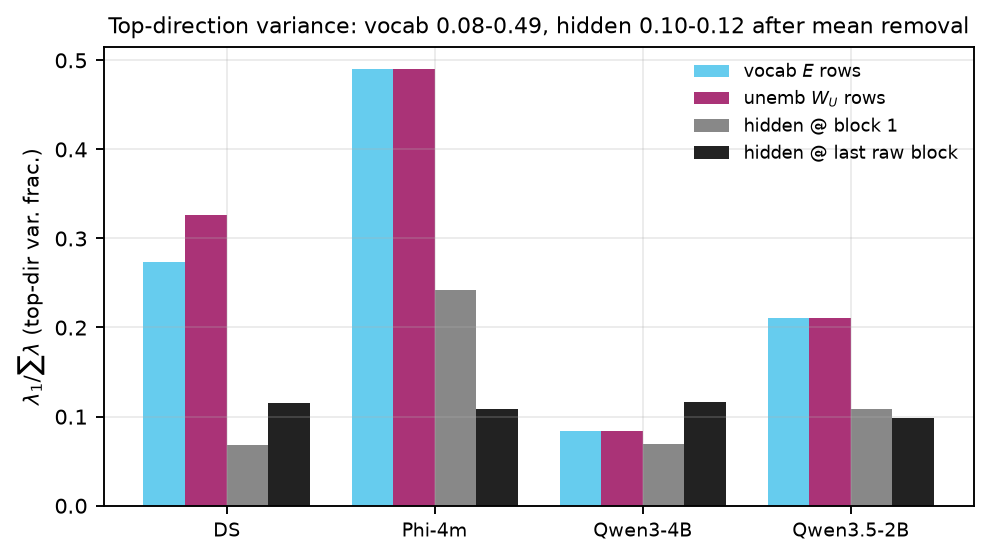 Top-direction variance: vocab 0.08-0.49, hidden 0.10-0.12 after mean removal
λ₁/∑λ (top-dir var. frac.)
0.5
0.4
0.3
0.2
0.1
0.0
vocab E rows
unemb W_U rows
hidden @ block 1
hidden @ last raw block
DS
Phi-4m
Qwen3-4B
Qwen3.5-2B